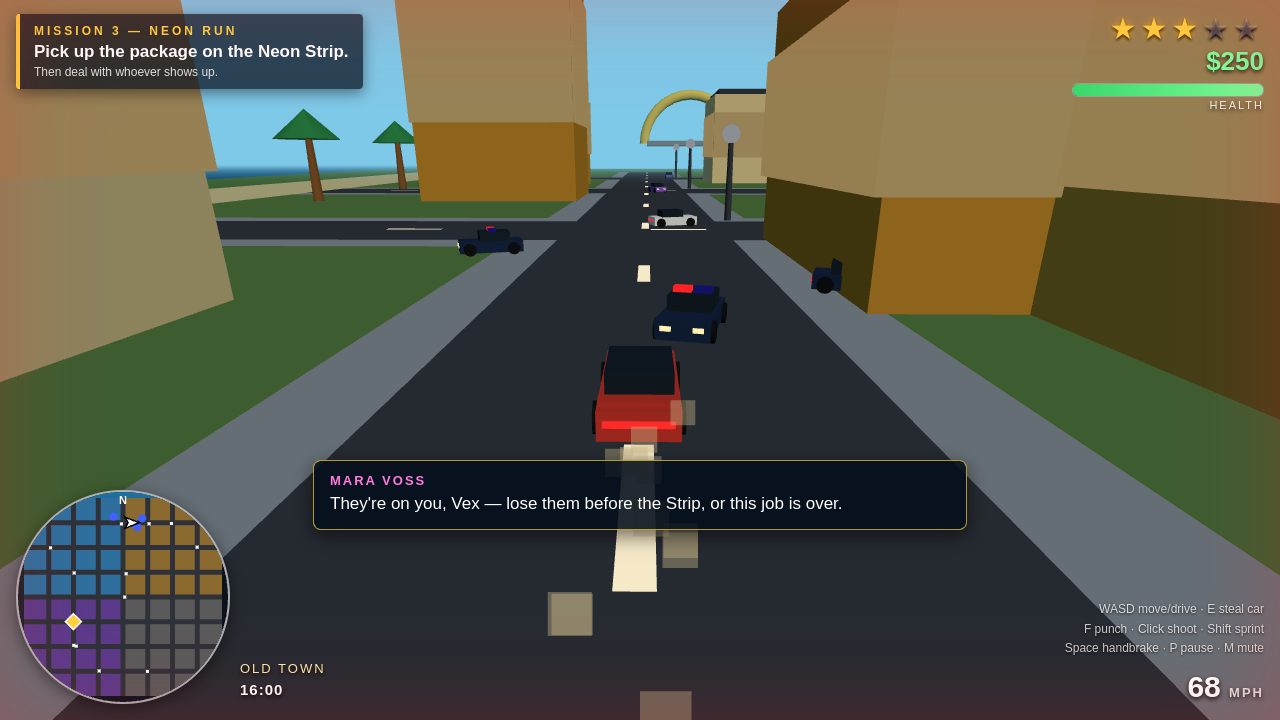 MISSION 3 — NEON RUN
Pick up the package on the Neon Strip.
Then deal with whoever shows up.
$250
HEALTH
MARA VOSS
They're on you, Vex — lose them before the Strip, or this job is over.
N
OLD TOWN
16:00
WASD move/drive · E steal car
F punch · Click shoot · Shift sprint
Space handbrake · P pause · M mute
68 MPH